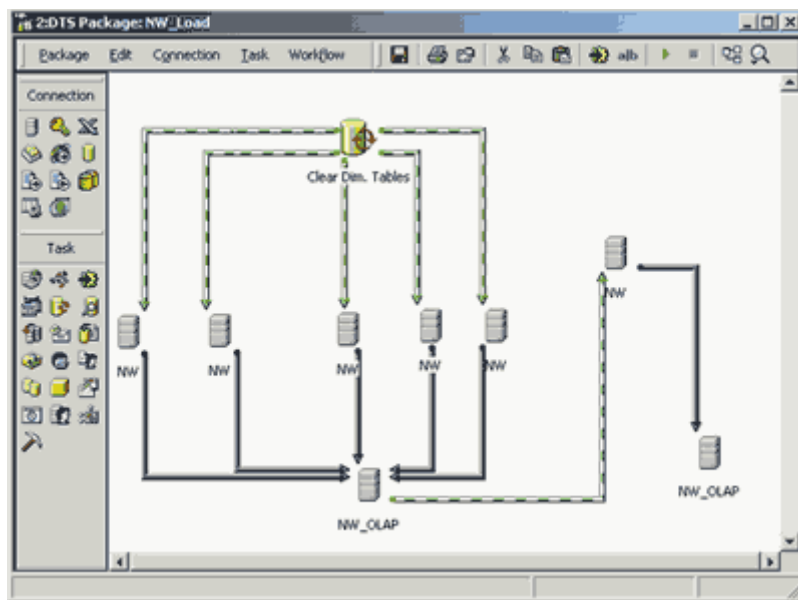 2:DTS Package: NW_Load
Package Edit Connection Task Workflow alb
Connection
Clear Dim. Tables
Task
NW
NW NW NW NW NW
NW_OLAP
NW_OLAP